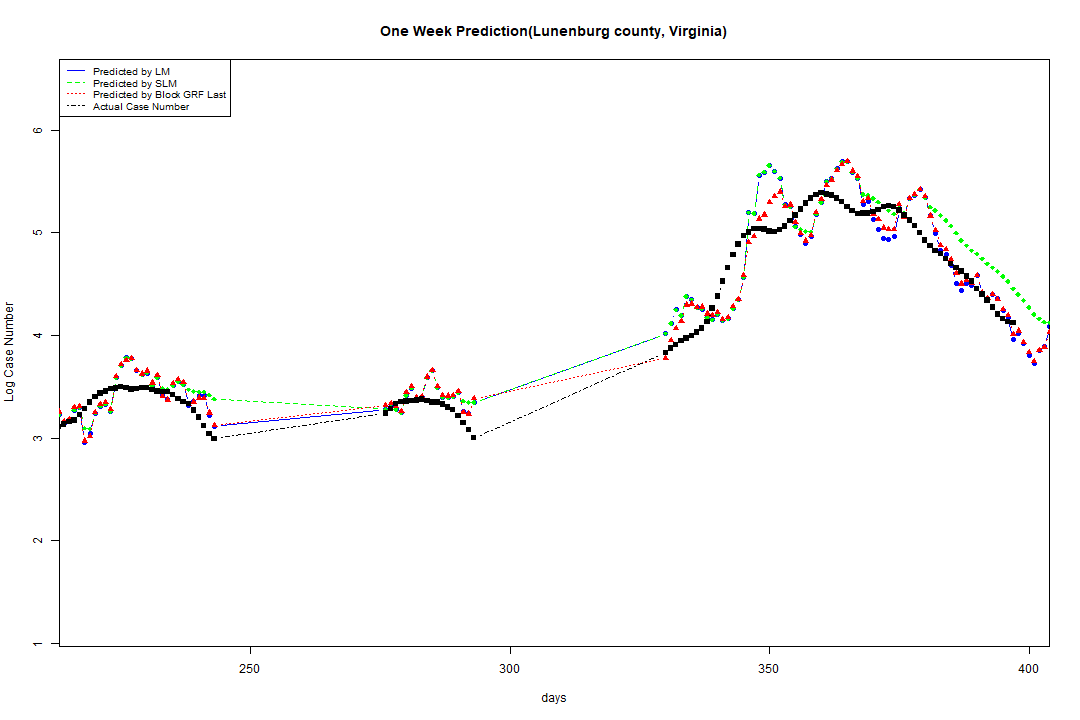 One Week Prediction(Lunenburg county, Virginia)
Predicted by LM
Predicted by SLM
Predicted by Block GRF Last
Actual Case Number
6
5
4
3
2
1
Log Case Number
250 300 350 400
days